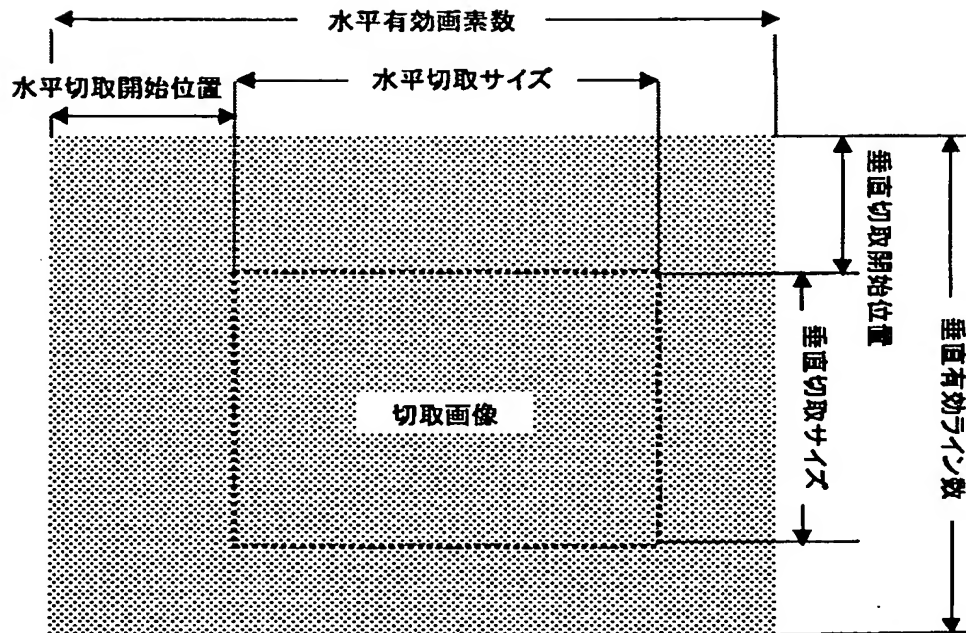 水平有効画素数
水平切取サイズ
水平切取開始位置
垂直切取開始位置
垂直有効ライン数
垂直切取サイズ
切取画像